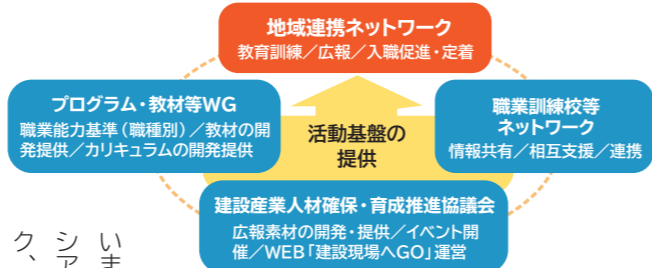 地域連携ネットワーク
教育訓練／広報／入職促進・定着
プログラム・教材等WG
職業能力基準（職種別）／教材の開
発提供／カリキュラムの開発提供
活動基盤の
提供
職業訓練校等
ネットワーク
情報共有／相互支援／連携
建設産業人材確保・育成推進協議会
広報素材の開発・提供／イベント開
催／WEB「建設現場へGO」運営
いま
シア
ク、